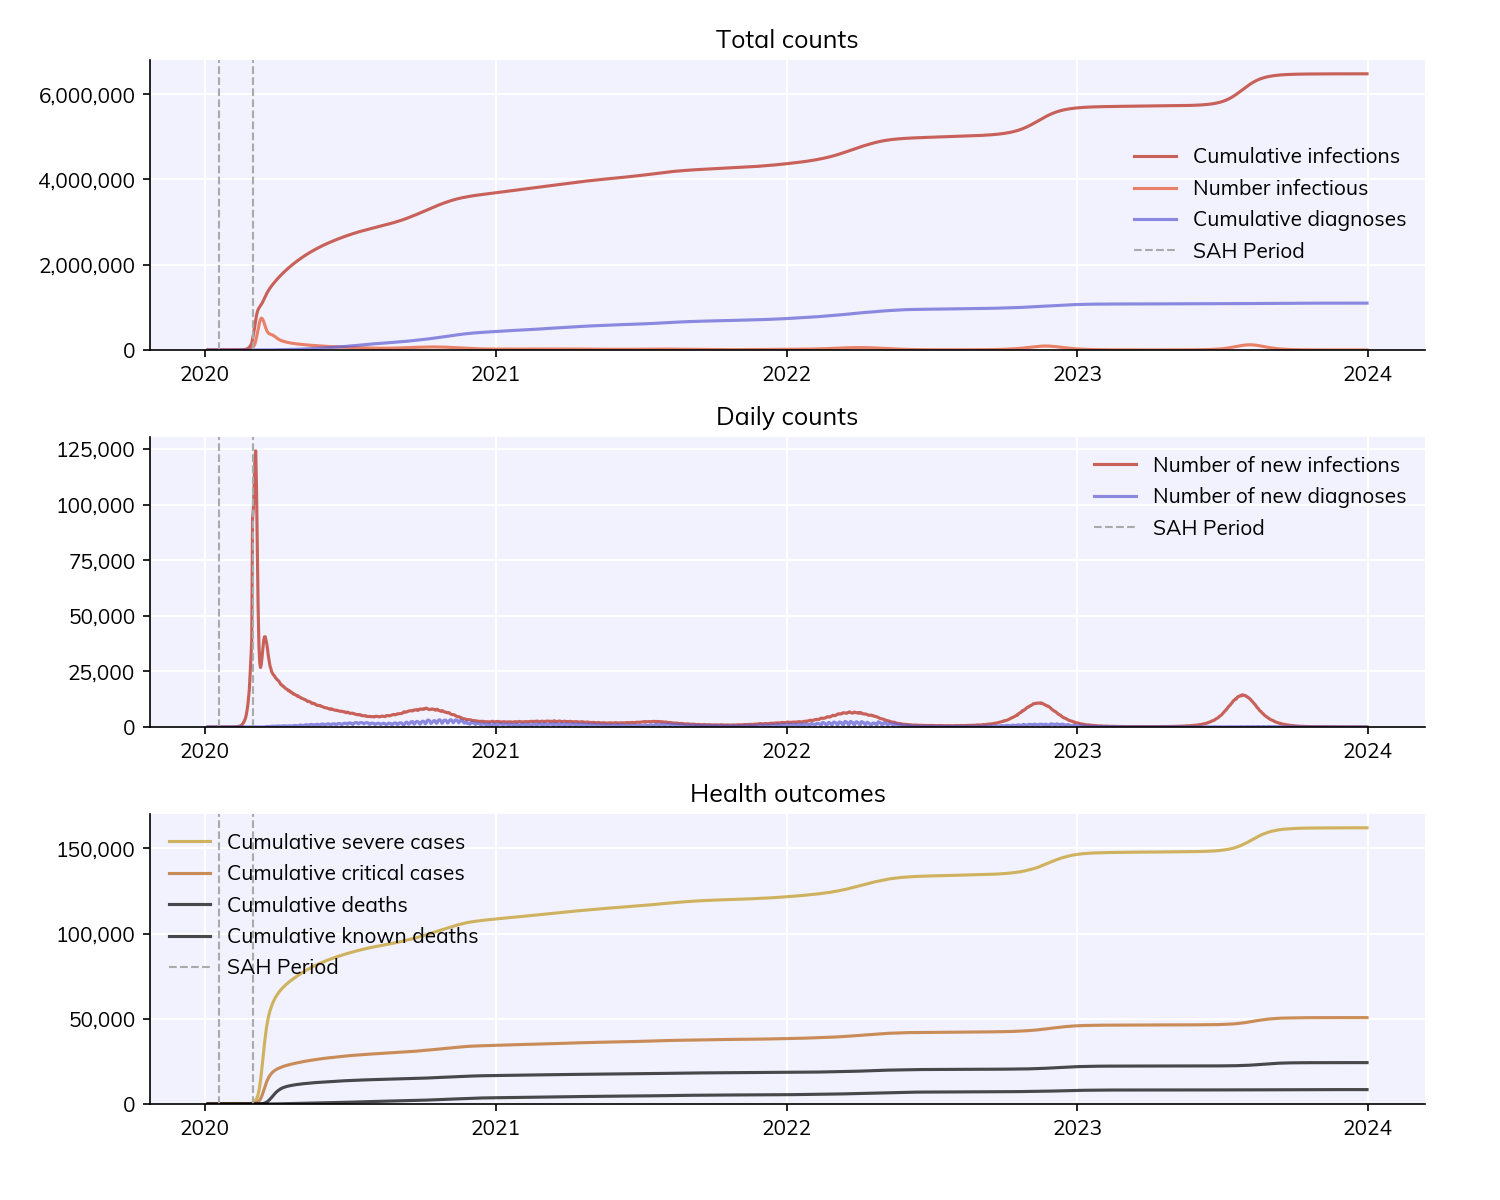 Total counts
6,000,000
4,000,000
2,000,000
0
Cumulative infections
Number infectious
Cumulative diagnoses
SAH Period
2020 2021 2022 2023 2024
Daily counts
125,000
100,000
75,000
50,000
25,000
0
Number of new infections
Number of new diagnoses
SAH Period
2020 2021 2022 2023 2024
Health outcomes
150,000
100,000
50,000
0
Cumulative severe cases
Cumulative critical cases
Cumulative deaths
Cumulative known deaths
SAH Period
2020 2021 2022 2023 2024